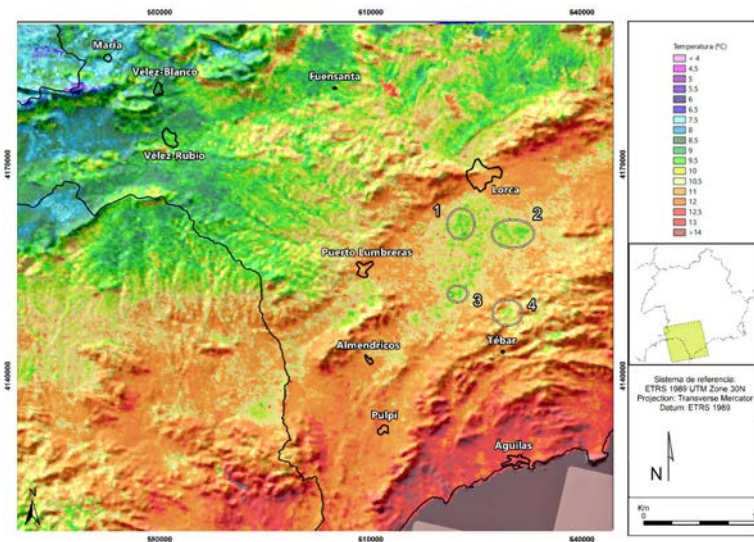 580000
610000
640000
María
Velez-Blanco
Fuensanta
Vélez-Rubio
4170000
4170000
Lorca
1
2
Puerto Lumbreras
3
4
Almendricos
Tébar
4140000
4140000
Pulpí
Águilas
N
580000
610000
640000
Temperatura (ºC)
< 4
4.5
5
5.5
6
6.5
7.5
8
8.5
9
9.5
10
10.5
11
12
12.5
13
>14
Sistema de referencia:
ETRS 1989 UTM Zone 30N
Projection: Transverse Mercator
Datum: ETRS 1989
N
Km
0